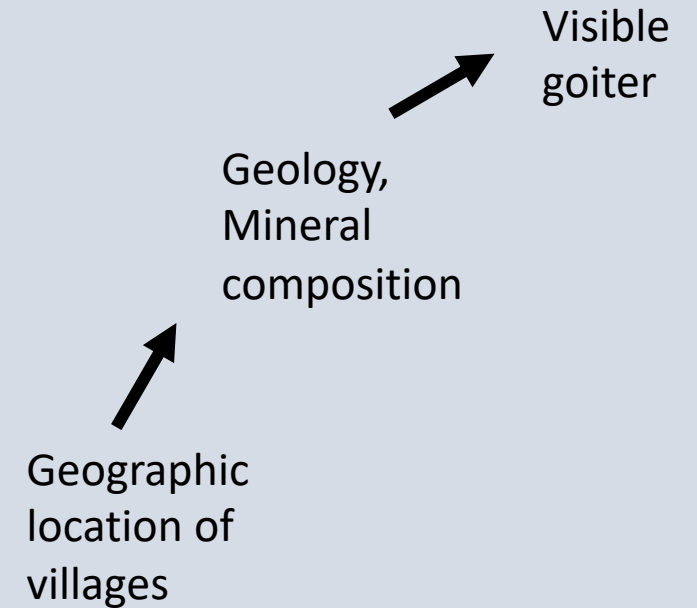 Visible
goiter
Geology,
Mineral
composition
Geographic
location of
villages